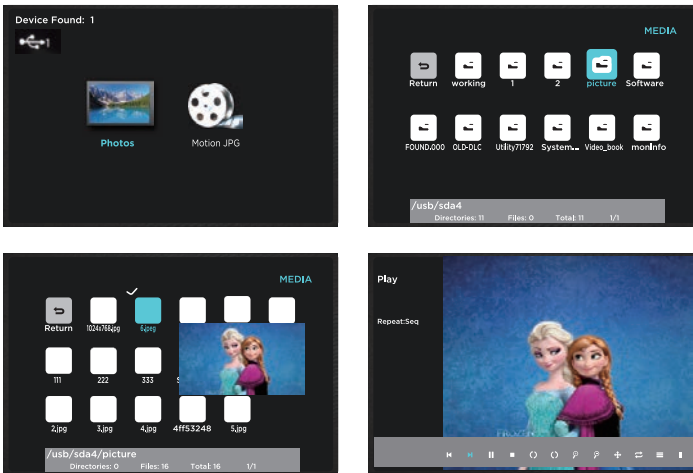 Device Found: 1
1
Photos
Motion JPG
MEDIA
Return working 1 2 picture Software
FOUND.000 OLD-DLC Utility71792 System... Video_book monInfo
/usb/sda4
Directories: 11 Files: 0 Total: 11 1/1
MEDIA
Return 1024x768.jpg 6.jpeg
111 222 333
2.jpg 3.jpg 4.jpg 4ff53248 5.jpg
/usb/sda4/picture
Directories: 0 Files: 16 Total: 16 1/1
Play
Repeat:Seq